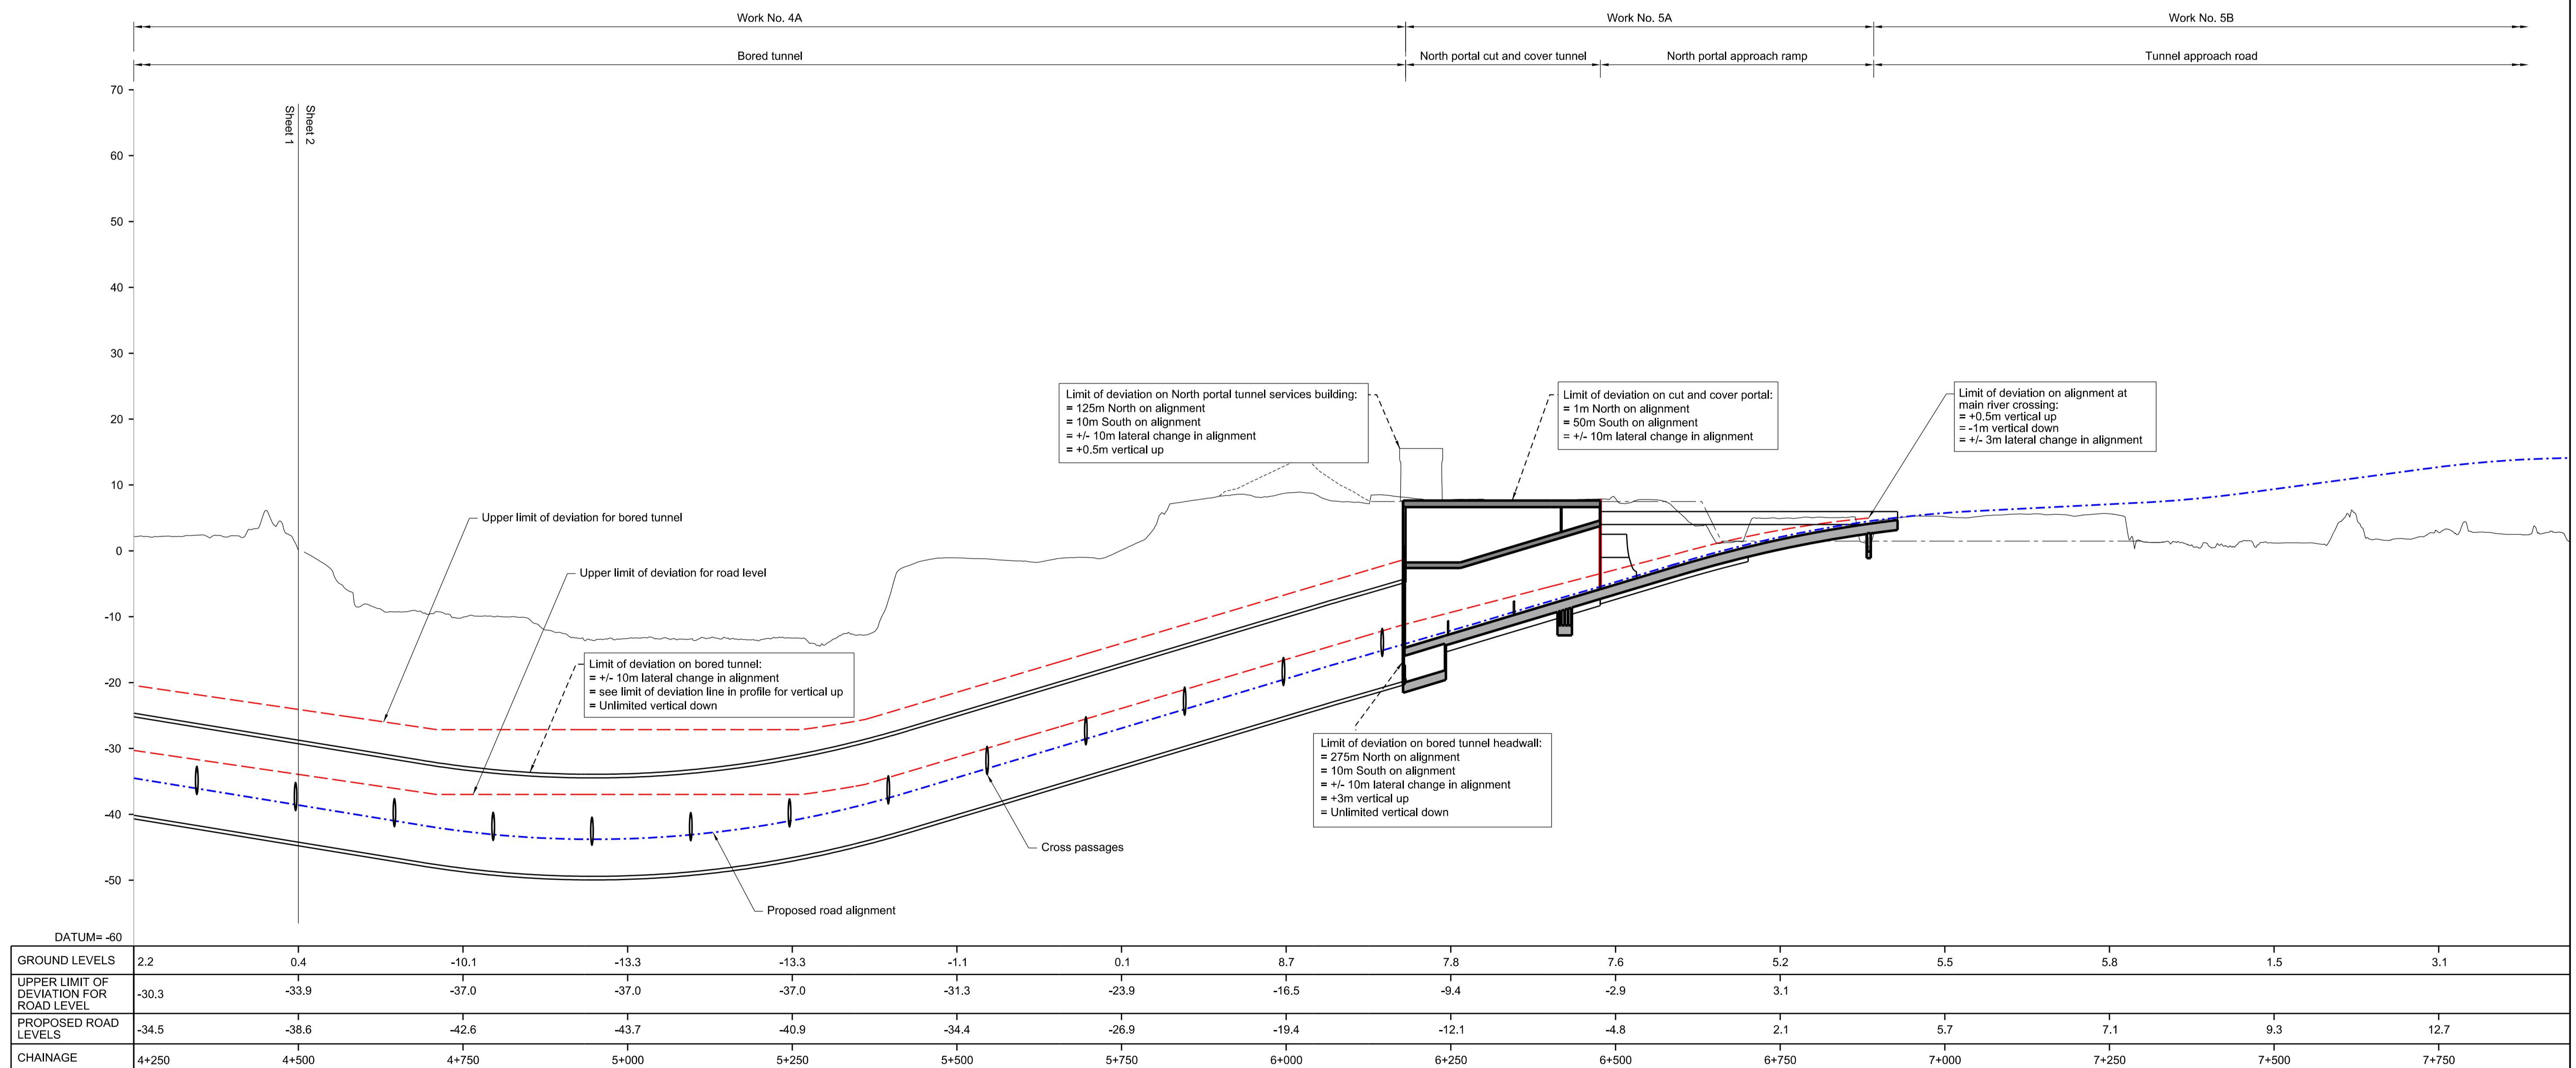 Work No. 4A
Work No. 5A
Work No. 5B
Bored tunnel
North portal cut and cover tunnel
North portal approach ramp
Tunnel approach road
70
60
50
40
30
20
10
0
-10
-20
-30
-40
-50
DATUM= -60
Sheet 1
Sheet 2
Limit of deviation on North portal tunnel services building:
= 125m North on alignment
= 10m South on alignment
= +/- 10m lateral change in alignment
= +0.5m vertical up
Limit of deviation on cut and cover portal:
= 1m North on alignment
= 50m South on alignment
= +/- 10m lateral change in alignment
Limit of deviation on alignment at
main river crossing:
= +0.5m vertical up
= -1m vertical down
= +/- 3m lateral change in alignment
Upper limit of deviation for bored tunnel
Upper limit of deviation for road level
Limit of deviation on bored tunnel:
= +/- 10m lateral change in alignment
= see limit of deviation line in profile for vertical up
= Unlimited vertical down
Limit of deviation on bored tunnel headwall:
= 275m North on alignment
= 10m South on alignment
= +/- 10m lateral change in alignment
= +3m vertical up
= Unlimited vertical down
Cross passages
Proposed road alignment
GROUND LEVELS 2.2 0.4 -10.1 -13.3 -13.3 -1.1 0.1 8.7 7.8 7.6 5.2 5.5 5.8 1.5 3.1
UPPER LIMIT OF
DEVIATION FOR
ROAD LEVEL
-30.3 -33.9 -37.0 -37.0 -37.0 -31.3 -23.9 -16.5 -9.4 -2.9 3.1
PROPOSED ROAD
LEVELS
-34.5 -38.6 -42.6 -43.7 -40.9 -34.4 -26.9 -19.4 -12.1 -4.8 2.1 5.7 7.1 9.3 12.7
CHAINAGE 4+250 4+500 4+750 5+000 5+250 5+500 5+750 6+000 6+250 6+500 6+750 7+000 7+250 7+500 7+750